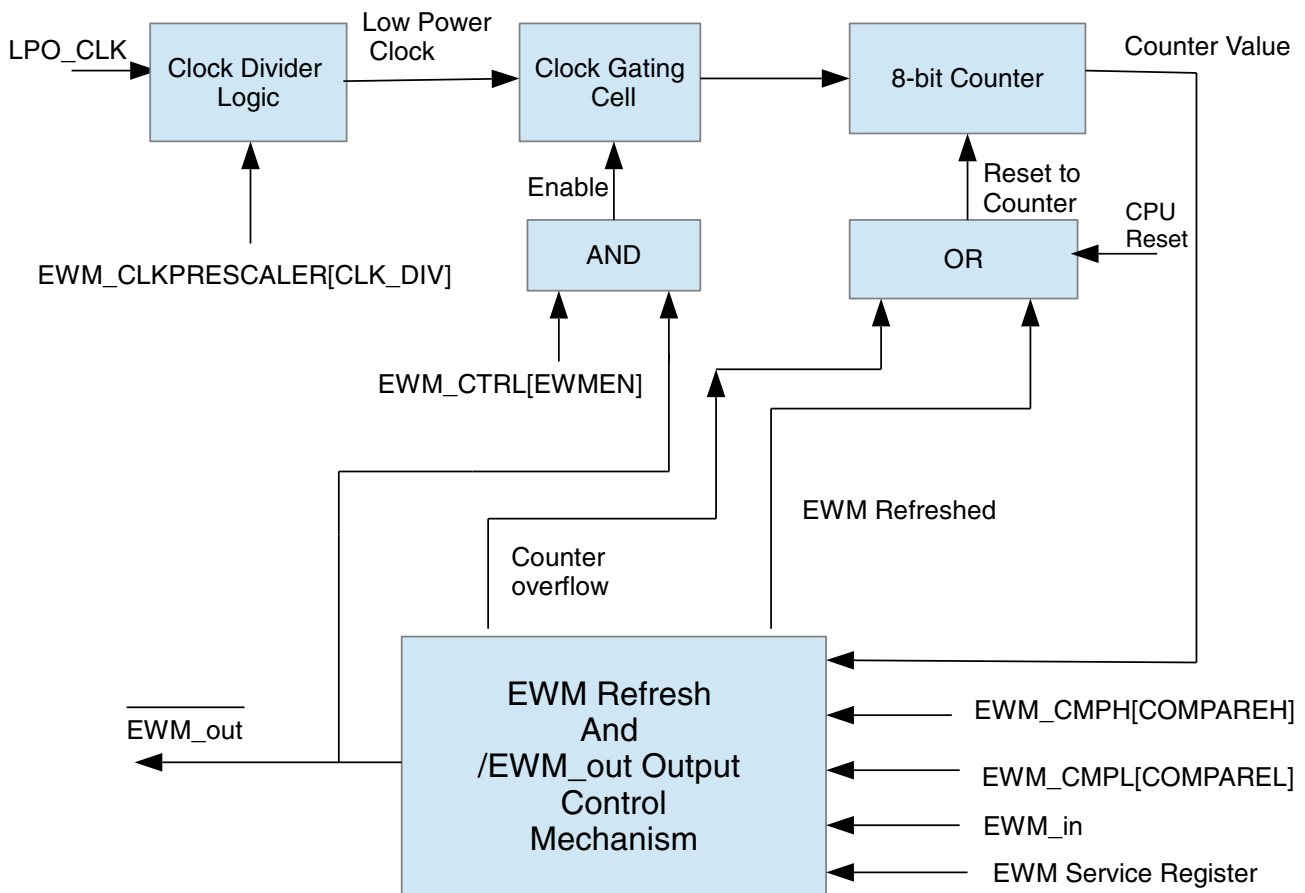 LPO_CLK
Clock Divider
Logic
Low Power
Clock
Clock Gating
Cell
8-bit Counter
Counter Value
Enable
Reset to
Counter
CPU
Reset
AND
OR
EWM_CLKPRESCALER[CLK_DIV]
EWM_CTRL[EWMEN]
EWM Refreshed
Counter
overflow
EWM_out
EWM Refresh
And
/EWM_out Output
Control
Mechanism
EWM_CMPH[COMPAREH]
EWM_CMPL[COMPAREL]
EWM_in
EWM Service Register